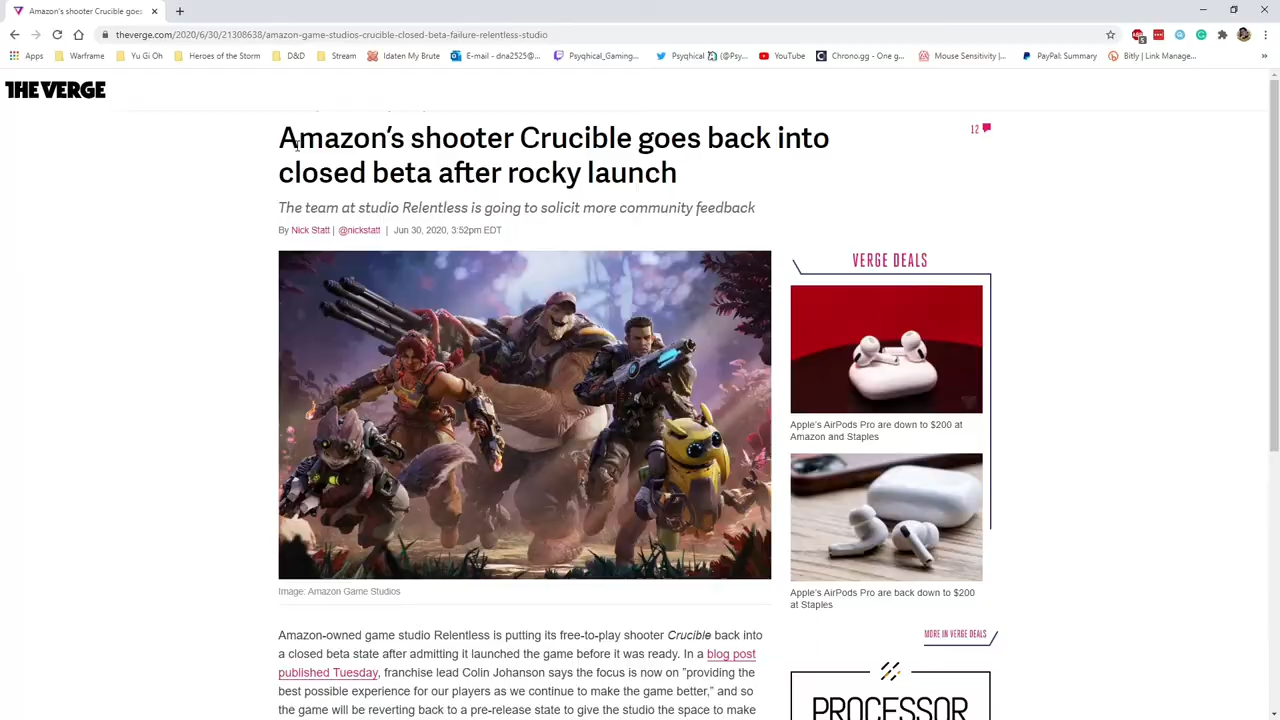 Amazon's shooter Crucible goes
theverge.com/2020/6/30/21308638/amazon-game-studios-crucible-closed-beta-failure-relentless-studio
Apps Warframe Yu Gi Oh Heroes of the Storm D&D Stream Idaten My Brute E-mail - dna2525@... Psyqhical_Gaming... Psyqhical (@Psy... YouTube Chrono.gg - One g... Mouse Sensitivity |... PayPal: Summary Bitly | Link Manage... »
THE VERGE
Amazon's shooter Crucible goes back into
closed beta after rocky launch
12
The team at studio Relentless is going to solicit more community feedback
By Nick Statt | @nickstatt | Jun 30, 2020, 3:52pm EDT
Image: Amazon Game Studios
Amazon-owned game studio Relentless is putting its free-to-play shooter Crucible back into
a closed beta state after admitting it launched the game before it was ready. In a blog post
published Tuesday, franchise lead Colin Johanson says the focus is now on "providing the
best possible experience for our players as we continue to make the game better," and so
the game will be reverting back to a pre-release state to give the studio the space to make
VERGE DEALS
Apple's AirPods Pro are down to $200 at
Amazon and Staples
Apple's AirPods Pro are back down to $200
at Staples
MORE IN VERGE DEALS
PROCESSOR